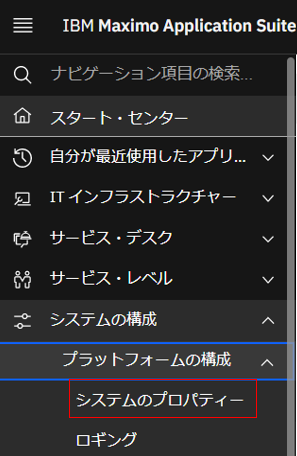 IBM Maximo Application Suite
ナビゲーション項目の検索...
スタート・センター
自分が最近使用したアプリ...
IT インフラストラクチャー
サービス・デスク
サービス・レベル
システムの構成
プラットフォームの構成
システムのプロパティー
ロギング